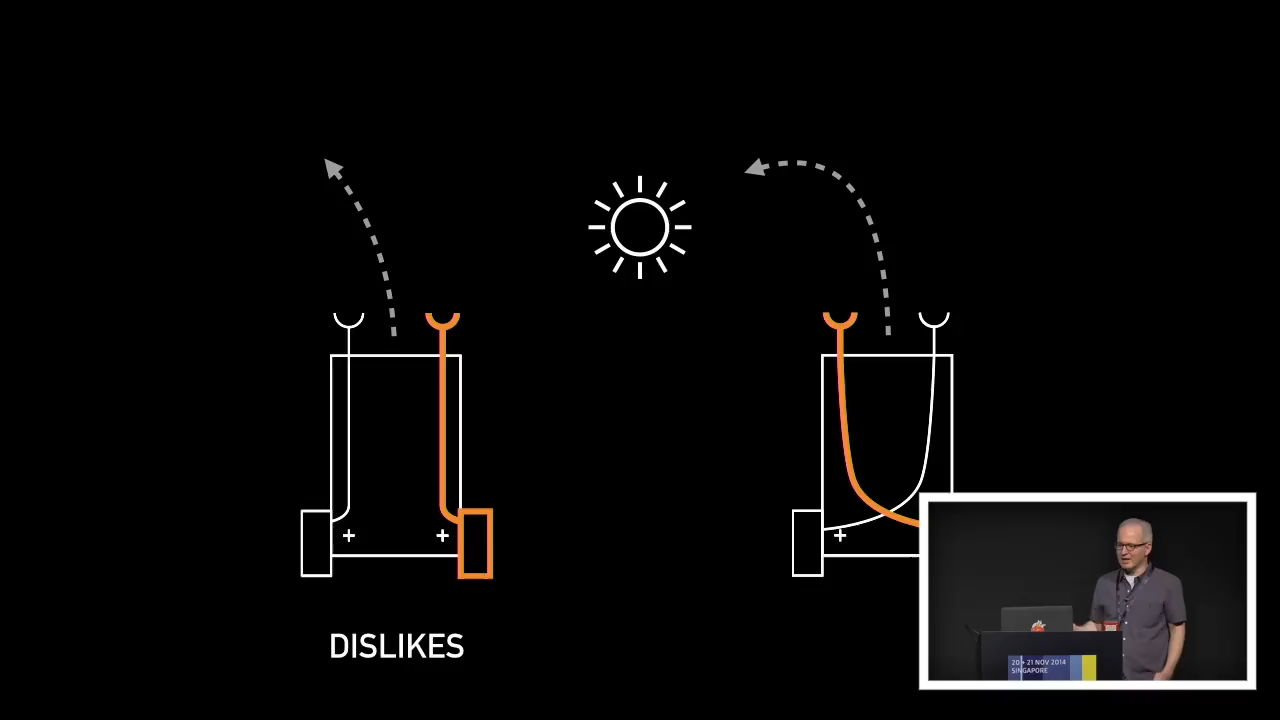 + +
+
DISLIKES
20 + 21 NOV 2014
SINGAPORE